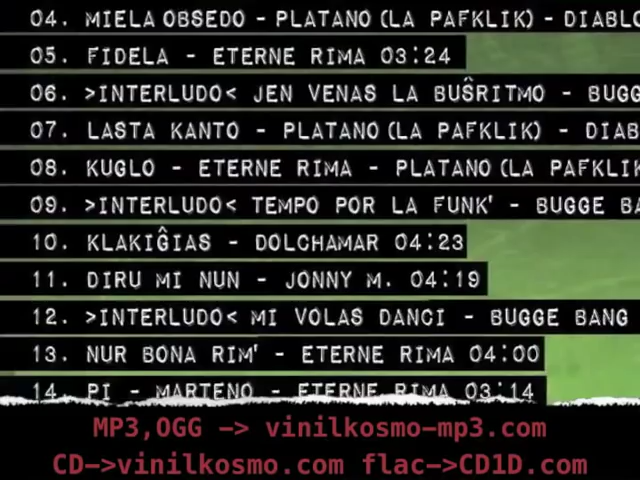 04. MIELA OBSEDO - PLATANO (LA PAFKLIK) - DIABLO
05. FIDELA - ETERNE RIMA 03:24
06. >INTERLUDO< JEN VENAS LA BUŜRITMO - BUGG
07. LASTA KANTO - PLATANO (LA PAFKLIK) - DIAB
08. KUGLO - ETERNE RIMA - PLATANO (LA PAFKLIK
09. >INTERLUDO< TEMPO POR LA FUNK' - BUGGE BA
10. KLAKIĜIAS - DOLCHAMAR 04:23
11. DIRU MI NUN - JONNY M. 04:19
12. >INTERLUDO< MI VOLAS DANCI - BUGGE BANG
13. NUR BONA RIM' - ETERNE RIMA 04:00
14. PI - MARTENO - ETERNE RIMA 03:14
MP3,OGG -> vinilkosmo-mp3.com
CD->vinilkosmo.com flac->CD1D.com